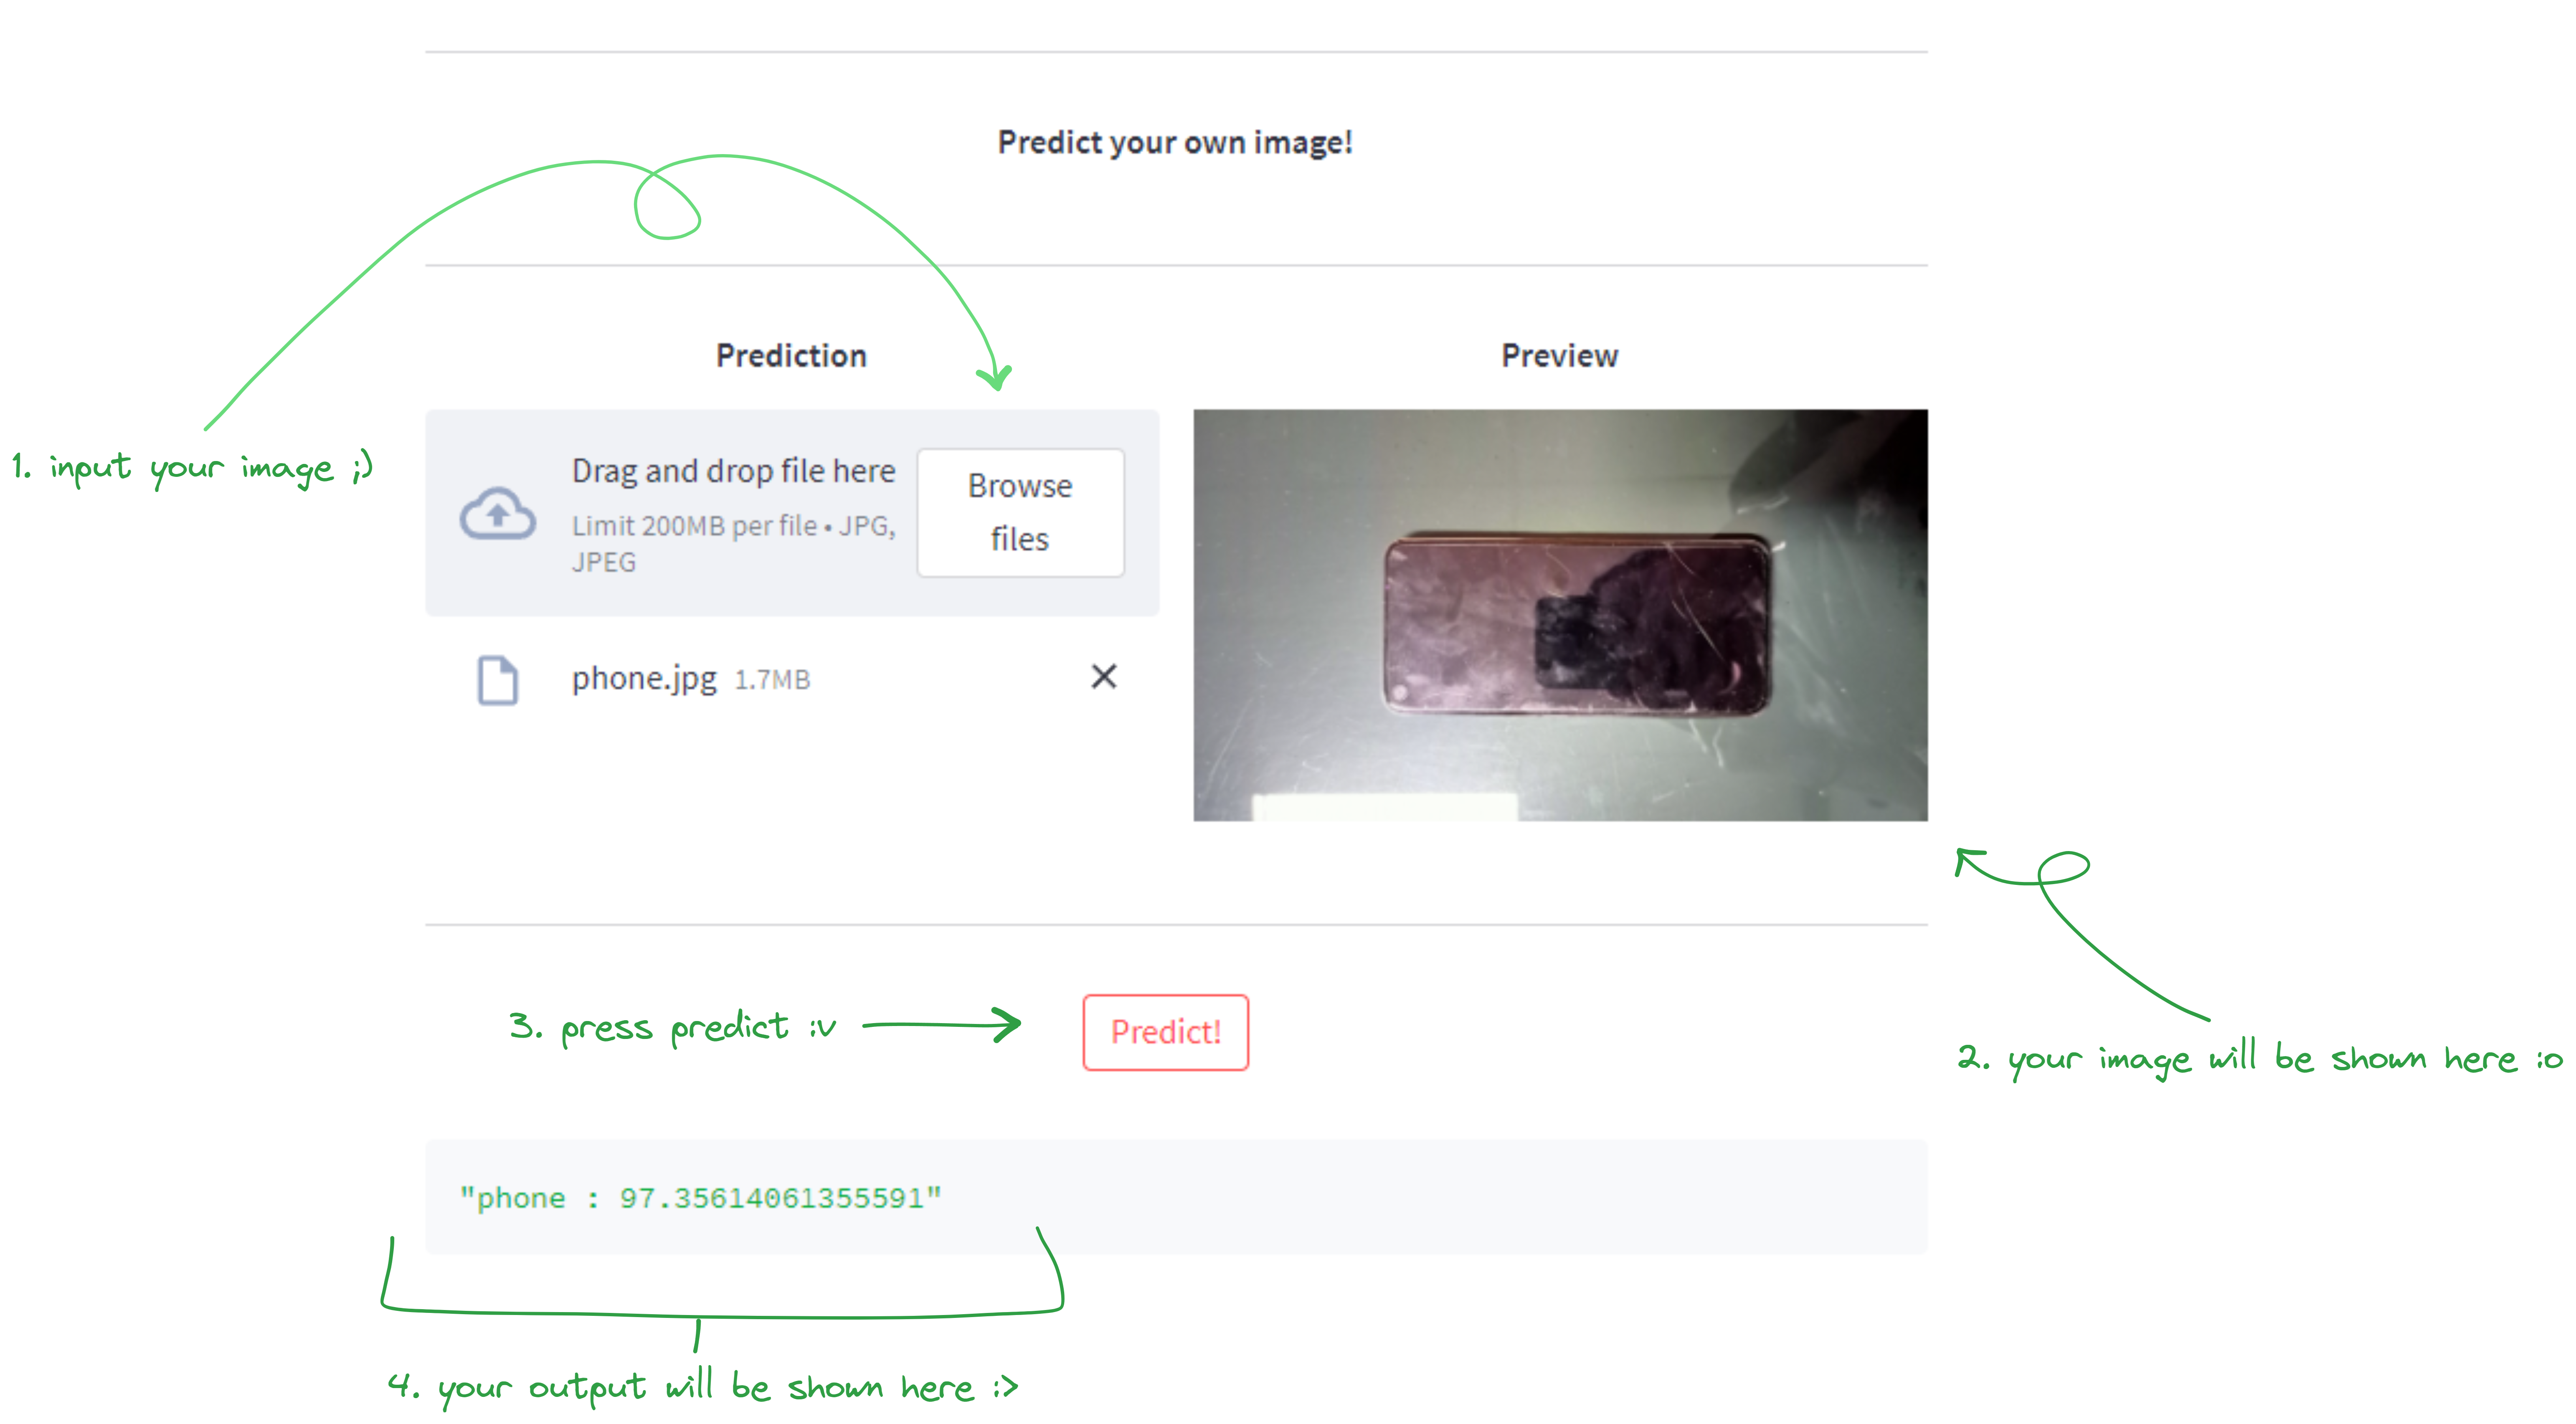 Predict your own image!
Prediction
Preview
1. input your image ;)
Drag and drop file here
Limit 200MB per file • JPG,
JPEG
Browse
files
phone.jpg 1.7MB
3. press predict :v
Predict!
2. your image will be shown here :o
"phone : 97.35614061355591"
4. your output will be shown here :>